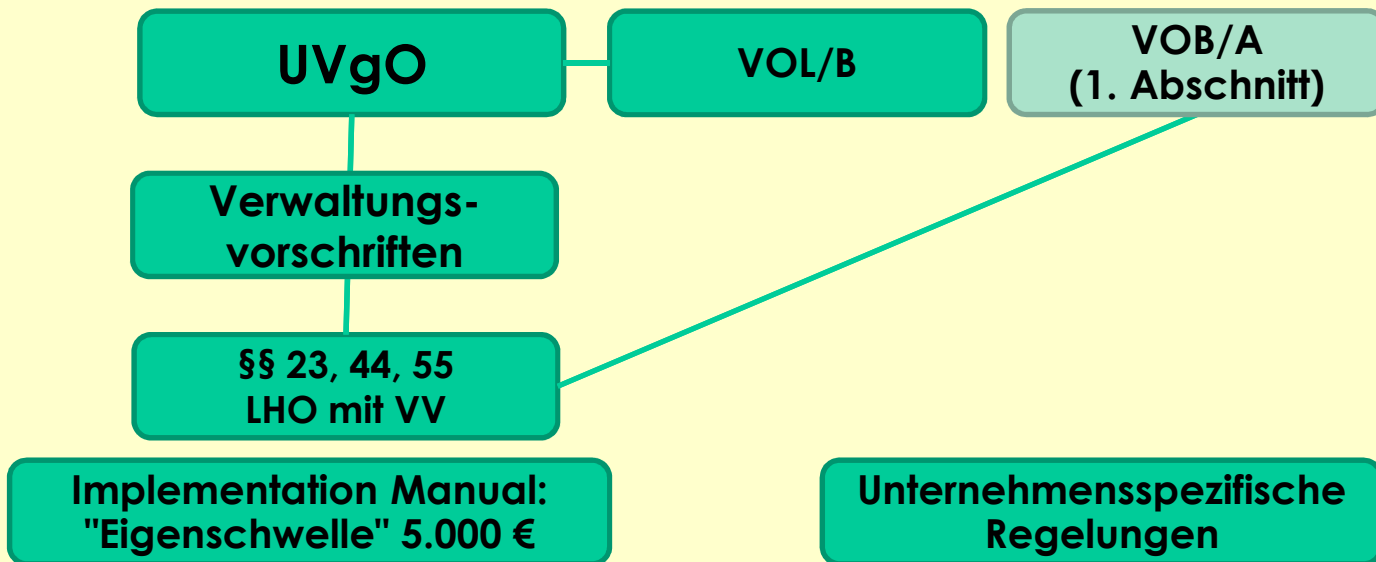 UVgO
VOL/B
VOB/A
(1. Abschnitt)
Verwaltungs-
vorschriften
§§ 23, 44, 55
LHO mit VV
Implementation Manual:
"Eigenschwelle" 5.000 €
Unternehmensspezifische
Regelungen